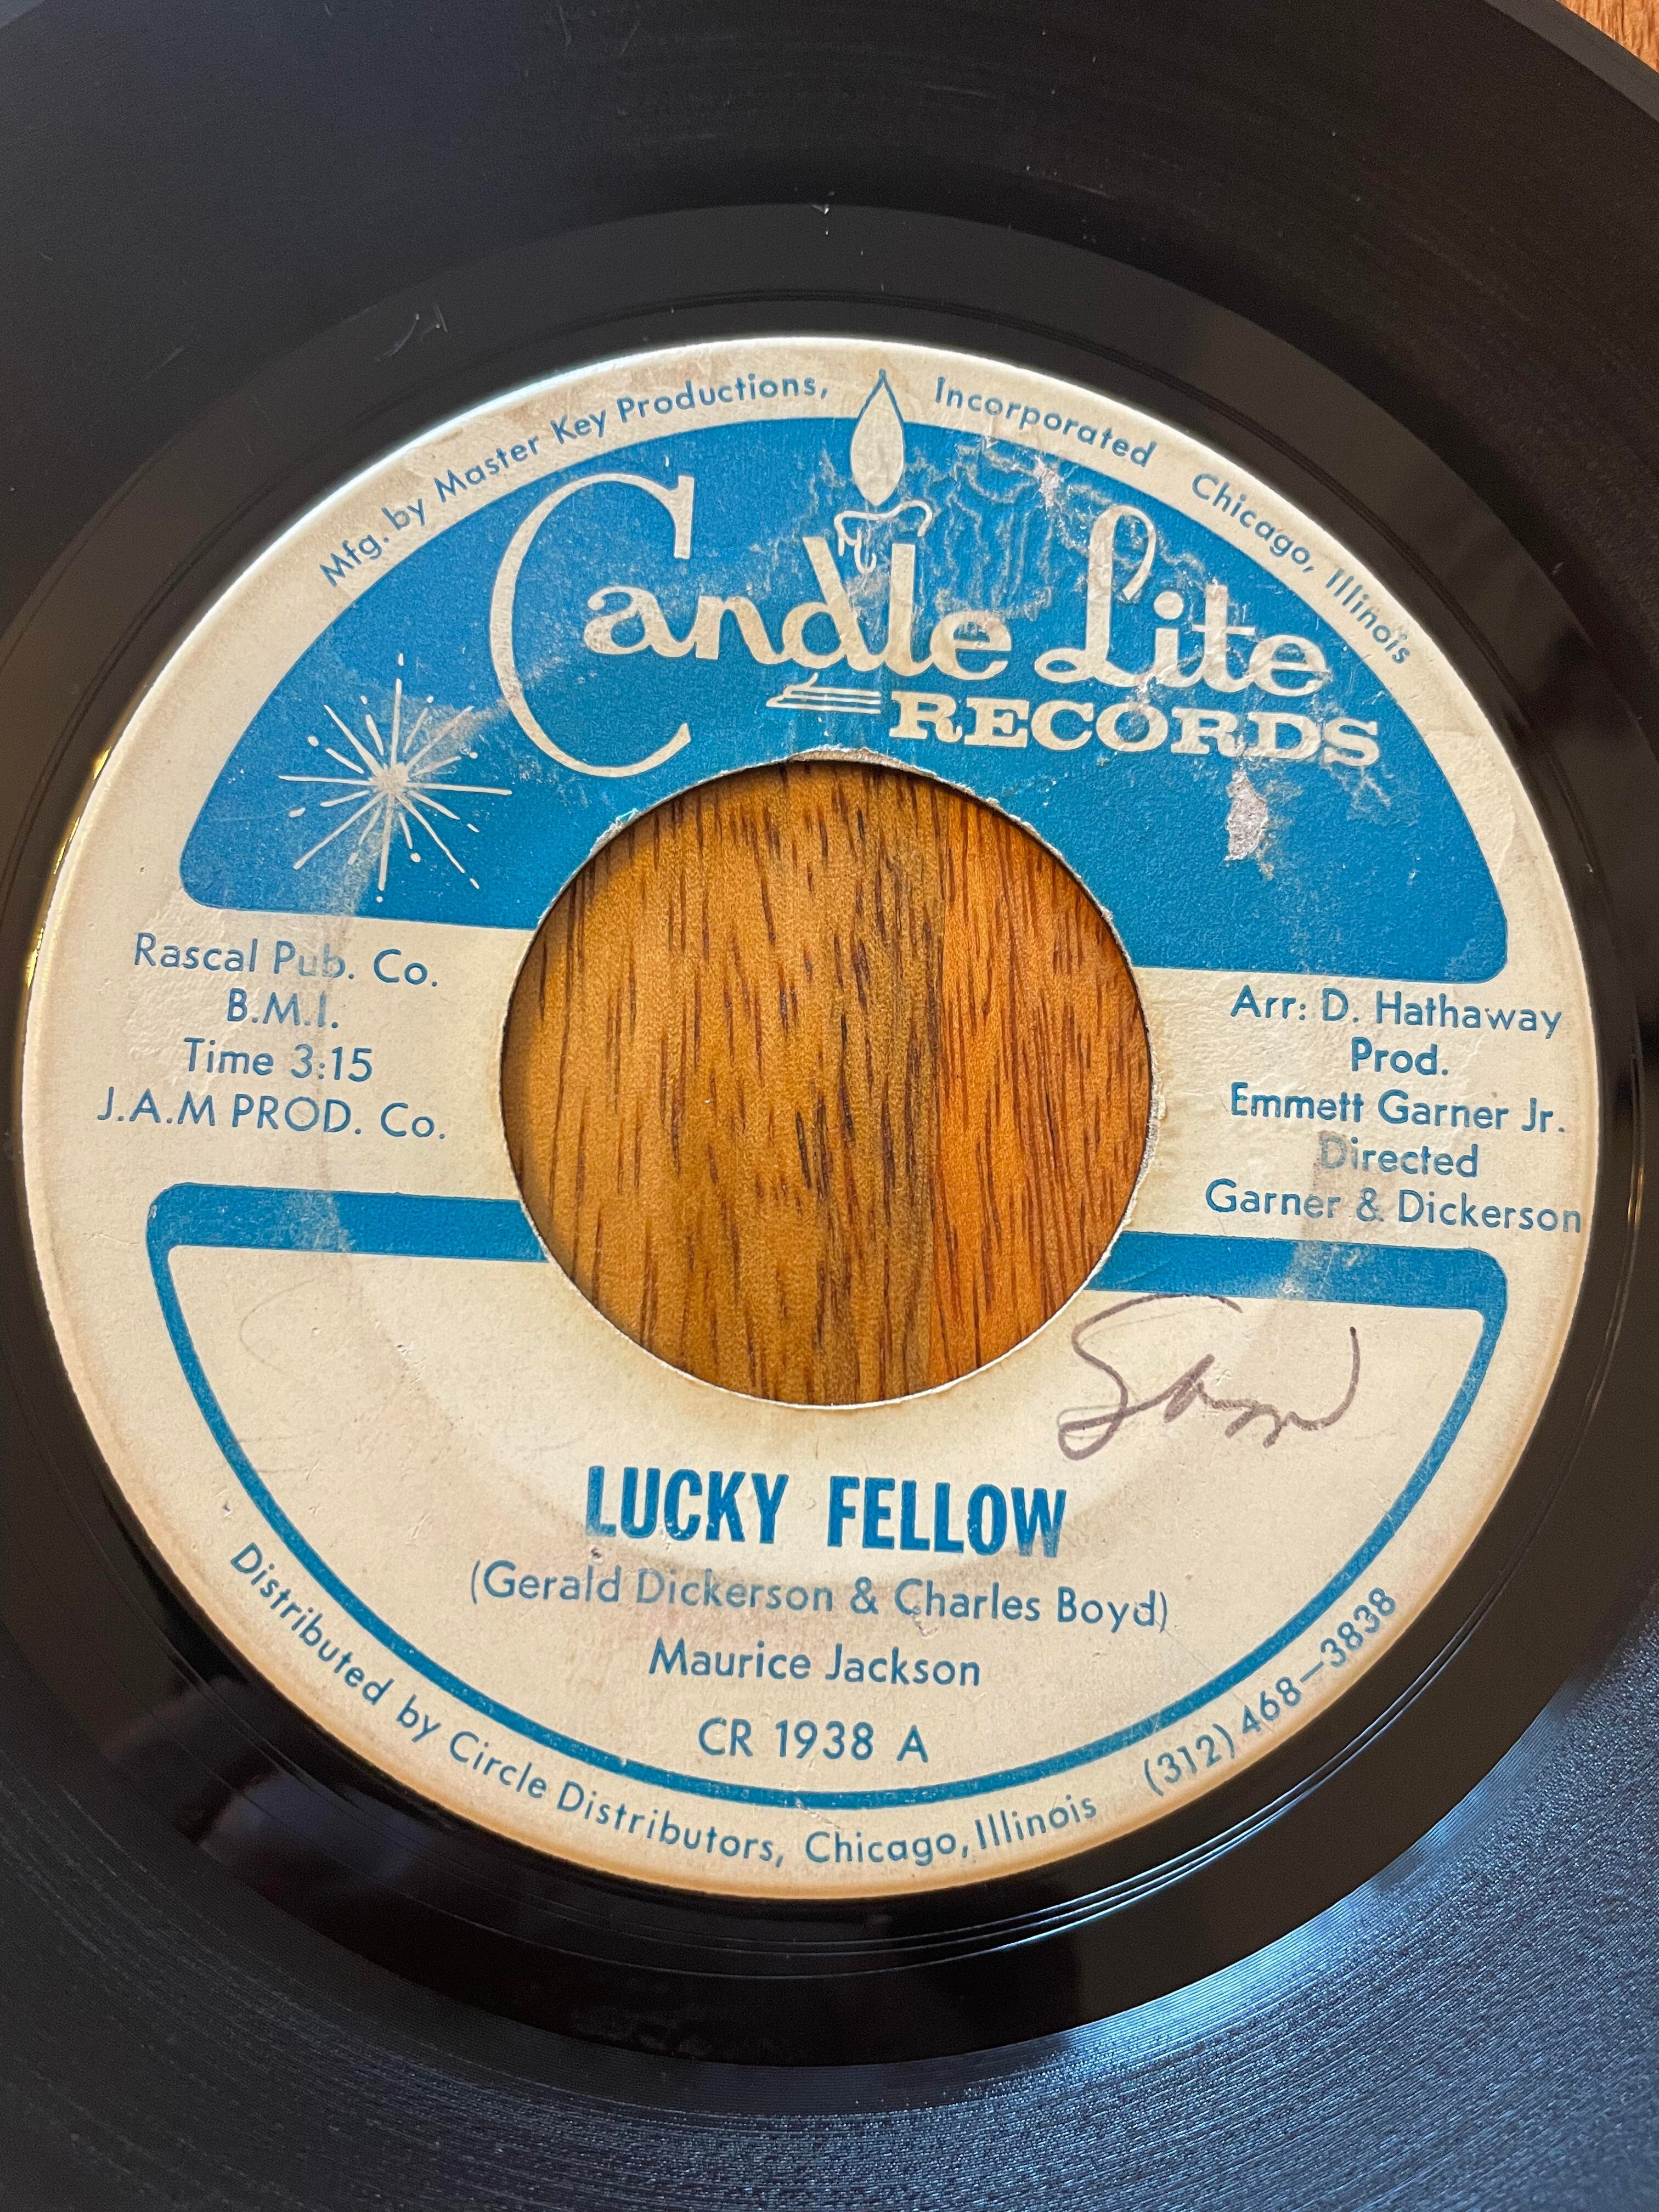 Mfg. by Master Key Productions, Incorporated Chicago, Illinois
Candle Lite
RECORDS
Rascal Pub. Co.
B.M.I.
Time 3:15
J.A.M PROD. Co.
Arr: D. Hathaway
Prod.
Emmett Garner Jr.
Directed
Garner & Dickerson
LUCKY FELLOW
(Gerald Dickerson & Charles Boyd)
Maurice Jackson
CR 1938 A
Distributed by Circle Distributors, Chicago, Illinois (312) 468-3838